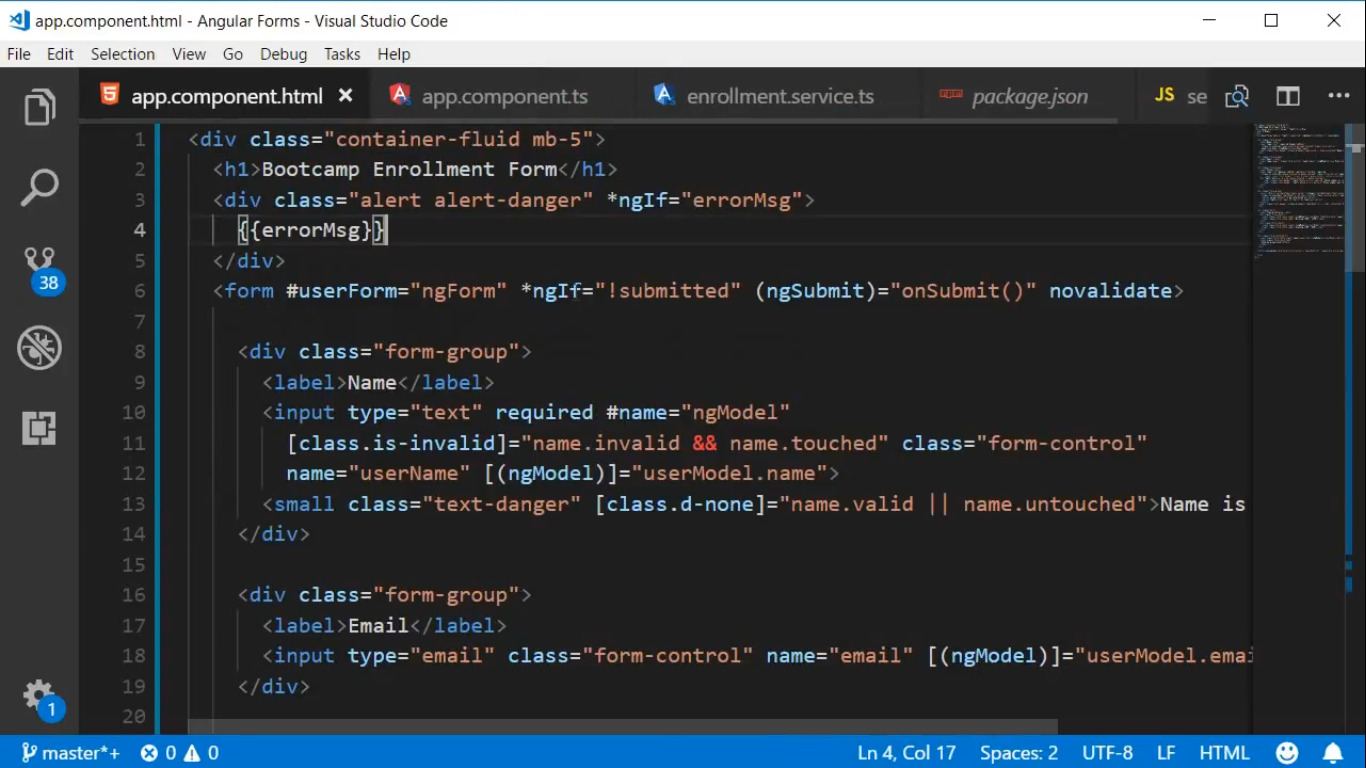 app.component.html - Angular Forms - Visual Studio Code
File Edit Selection View Go Debug Tasks Help
app.component.html app.component.ts enrollment.service.ts package.json JS se
1 <div class="container-fluid mb-5">
2 <h1>Bootcamp Enrollment Form</h1>
3 <div class="alert alert-danger" *ngIf="errorMsg">
4 {{errorMsg}}
5 </div>
6 <form #userForm="ngForm" *ngIf="!submitted" (ngSubmit)="onSubmit()" novalidate>
7
8 <div class="form-group">
9 <label>Name</label>
10 <input type="text" required #name="ngModel"
11 [class.is-invalid]="name.invalid && name.touched" class="form-control"
12 name="userName" [(ngModel)]="userModel.name">
13 <small class="text-danger" [class.d-none]="name.valid || name.untouched">Name is
14 </div>
15
16 <div class="form-group">
17 <label>Email</label>
18 <input type="email" class="form-control" name="email" [(ngModel)]="userModel.emai
19 </div>
20
38
1
master*+ 0 0 Ln 4, Col 17 Spaces: 2 UTF-8 LF HTML